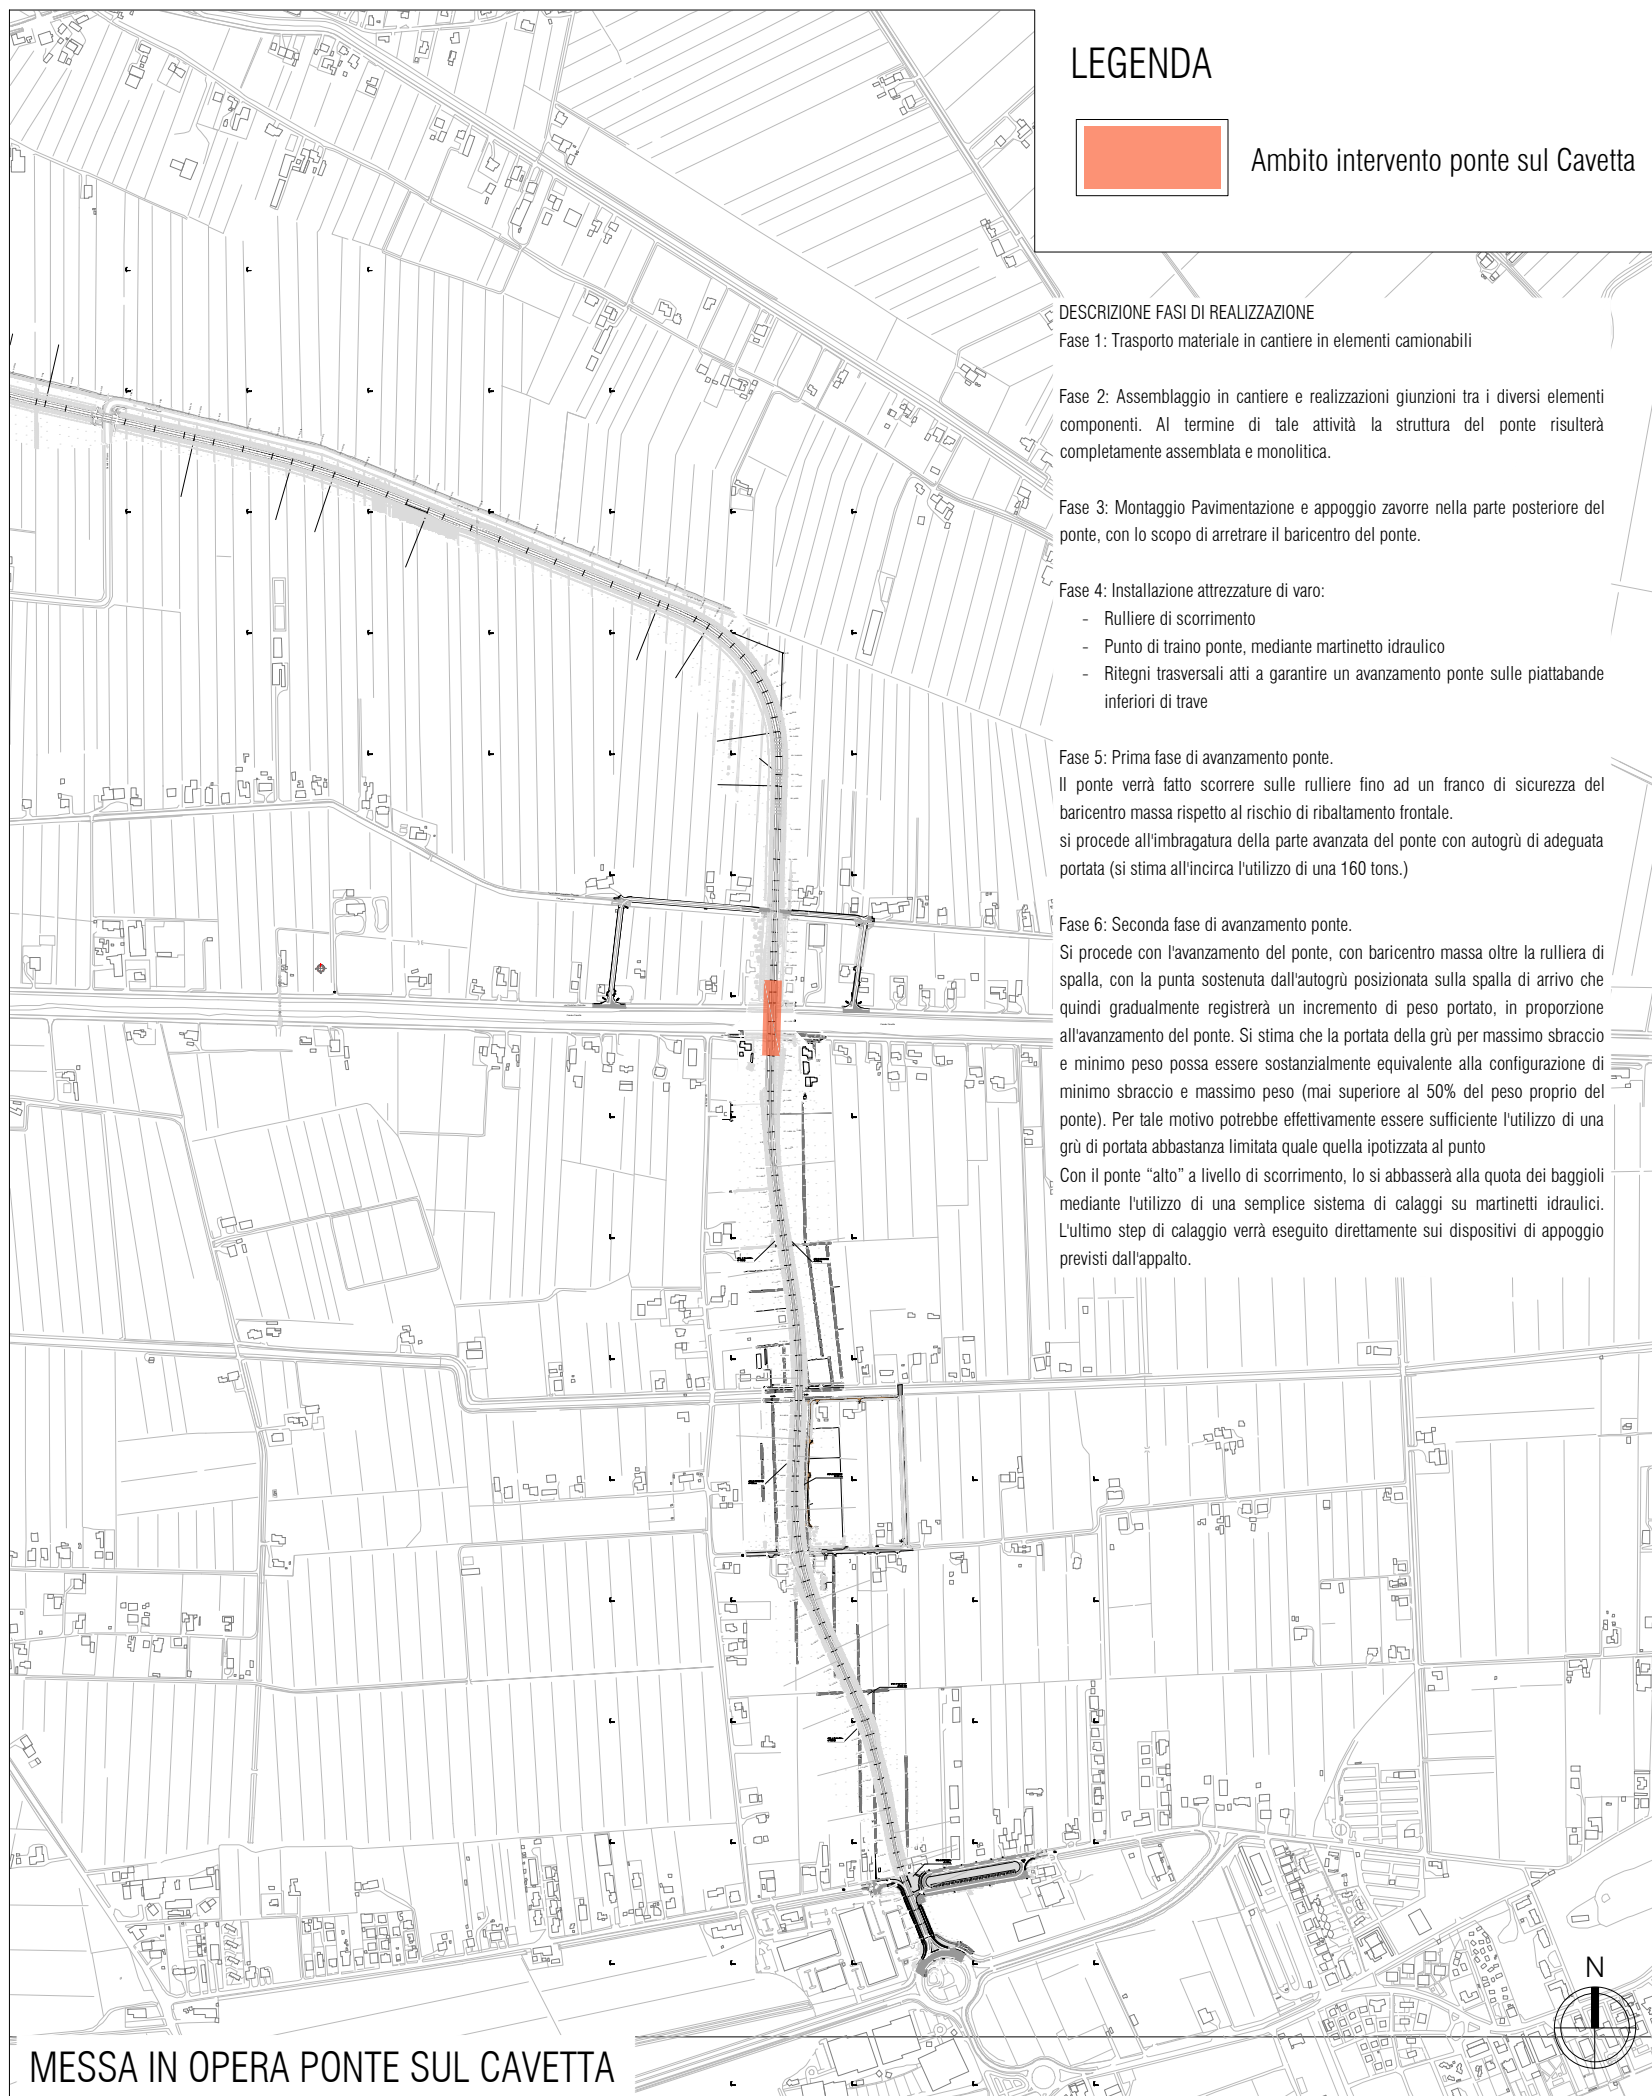 LEGENDA
Ambito intervento ponte sul Cavetta
DESCRIZIONE FASI DI REALIZZAZIONE
Fase 1: Trasporto materiale in cantiere in elementi camionabili
Fase 2: Assemblaggio in cantiere e realizzazioni giunzioni tra i diversi elementi
componenti. Al termine di tale attività la struttura del ponte risulterà
completamente assemblata e monolitica.
Fase 3: Montaggio Pavimentazione e appoggio zavorre nella parte posteriore del
ponte, con lo scopo di arretrare il baricentro del ponte.
Fase 4: Installazione attrezzature di varo:
- Rulliere di scorrimento
- Punto di traino ponte, mediante martinetto idraulico
- Ritegni trasversali atti a garantire un avanzamento ponte sulle piattabande
inferiori di trave
Fase 5: Prima fase di avanzamento ponte.
Il ponte verrà fatto scorrere sulle rulliere fino ad un franco di sicurezza del
baricentro massa rispetto al rischio di ribaltamento frontale.
si procede all'imbragatura della parte avanzata del ponte con autogrù di adeguata
portata (si stima all'incirca l'utilizzo di una 160 tons.)
Fase 6: Seconda fase di avanzamento ponte.
Si procede con l'avanzamento del ponte, con baricentro massa oltre la rulliera di
spalla, con la punta sostenuta dall'autogrù posizionata sulla spalla di arrivo che
quindi gradualmente registrerà un incremento di peso portato, in proporzione
all'avanzamento del ponte. Si stima che la portata della grù per massimo sbraccio
e minimo peso possa essere sostanzialmente equivalente alla configurazione di
minimo sbraccio e massimo peso (mai superiore al 50% del peso proprio del
ponte). Per tale motivo potrebbe effettivamente essere sufficiente l'utilizzo di una
grù di portata abbastanza limitata quale quella ipotizzata al punto
Con il ponte “alto” a livello di scorrimento, lo si abbasserà alla quota dei baggioli
mediante l'utilizzo di una semplice sistema di calaggi su martinetti idraulici.
L'ultimo step di calaggio verrà eseguito direttamente sui dispositivi di appoggio
previsti dall'appalto.
N
MESSA IN OPERA PONTE SUL CAVETTA